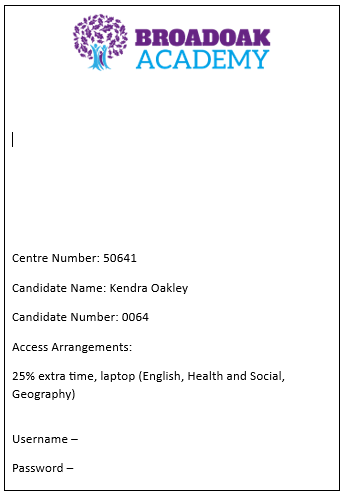 BROADOAK
ACADEMY
Centre Number: 50641
Candidate Name: Kendra Oakley
Candidate Number: 0064
Access Arrangements:
25% extra time, laptop (English, Health and Social,
Geography)
Username –
Password –